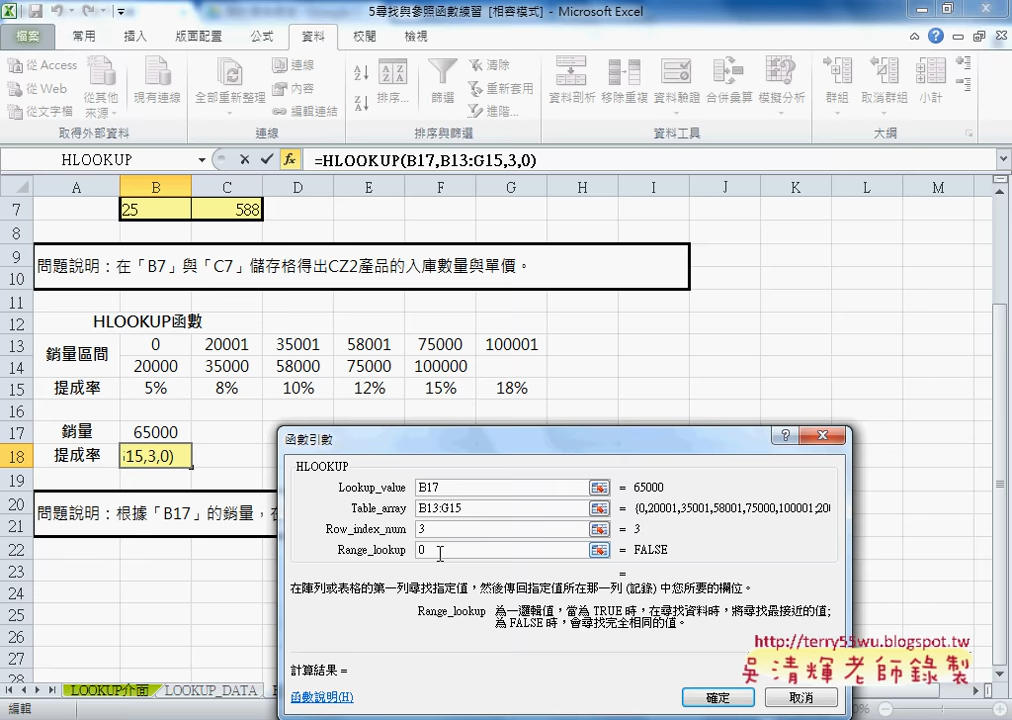 5尋找與參照函數練習 [相容模式] - Microsoft Excel
檔案 常用 插入 版面配置 公式 資料 校閱 檢視
從 Access 從 Web 從文字檔 從其他來源 現有連線 全部重新整理 連線 內容 編輯連結 排序... 篩選 清除 重新套用 進階... 資料剖析 移除重複 資料驗證 合併彙算 模擬分析 群組 取消群組 小計
取得外部資料 連線 排序與篩選 資料工具 大綱
HLOOKUP =HLOOKUP(B17,B13:G15,3,0)
A B C D E F G H I J K L M
7 25 588
8
9
問題說明：在「B7」與「C7」儲存格得出CZ2產品的入庫數量與單價。
10
11
12 HLOOKUP函數
13 0 20001 35001 58001 75000 100001
銷量區間
14 20000 35000 58000 75000 100000
15 提成率 5% 8% 10% 12% 15% 18%
16
17 銷量 65000
18 提成率 15,3,0)
19
20
問題說明：根據「B17」的銷量，在
21
22
23
24
25
26
27
28
函數引數
HLOOKUP
Lookup_value B17 = 65000
Table_array B13:G15 = {0,20001,35001,58001,75000,100001;20
Row_index_num 3 = 3
Range_lookup 0 = FALSE
=
在陣列或表格的第一列尋找指定值，然後傳回指定值所在那一列 (記錄) 中您所要的欄位。
Range_lookup 為一邏輯值，當為 TRUE 時，在尋找資料時，將尋找最接近的值;
為 FALSE 時，會尋找完全相同的值。
計算結果 =
函數說明(H) 確定 取消
http://terry55wu.blogspot.tw
吳清輝老師錄製
LOOKUP介面 LOOKUP_DATA
編輯